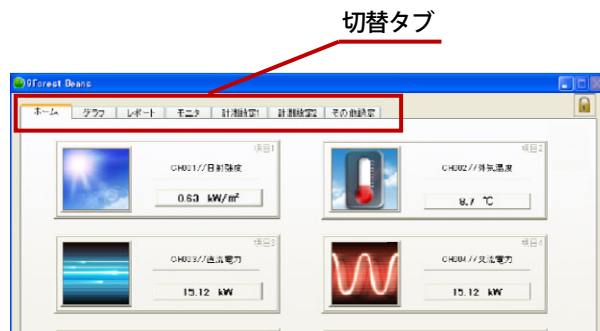 切替タブ
9Forest Beans
ホーム グラフ レポート モニタ 計測設定1 計測設定2 その他設定
項目1 項目2
CH001//日射強度 CH002//外気温度
0.63 kW/m² 8.7 ℃
項目3 項目4
CH003//直流電力 CH004//交流電力
15.12 kW 15.12 kW